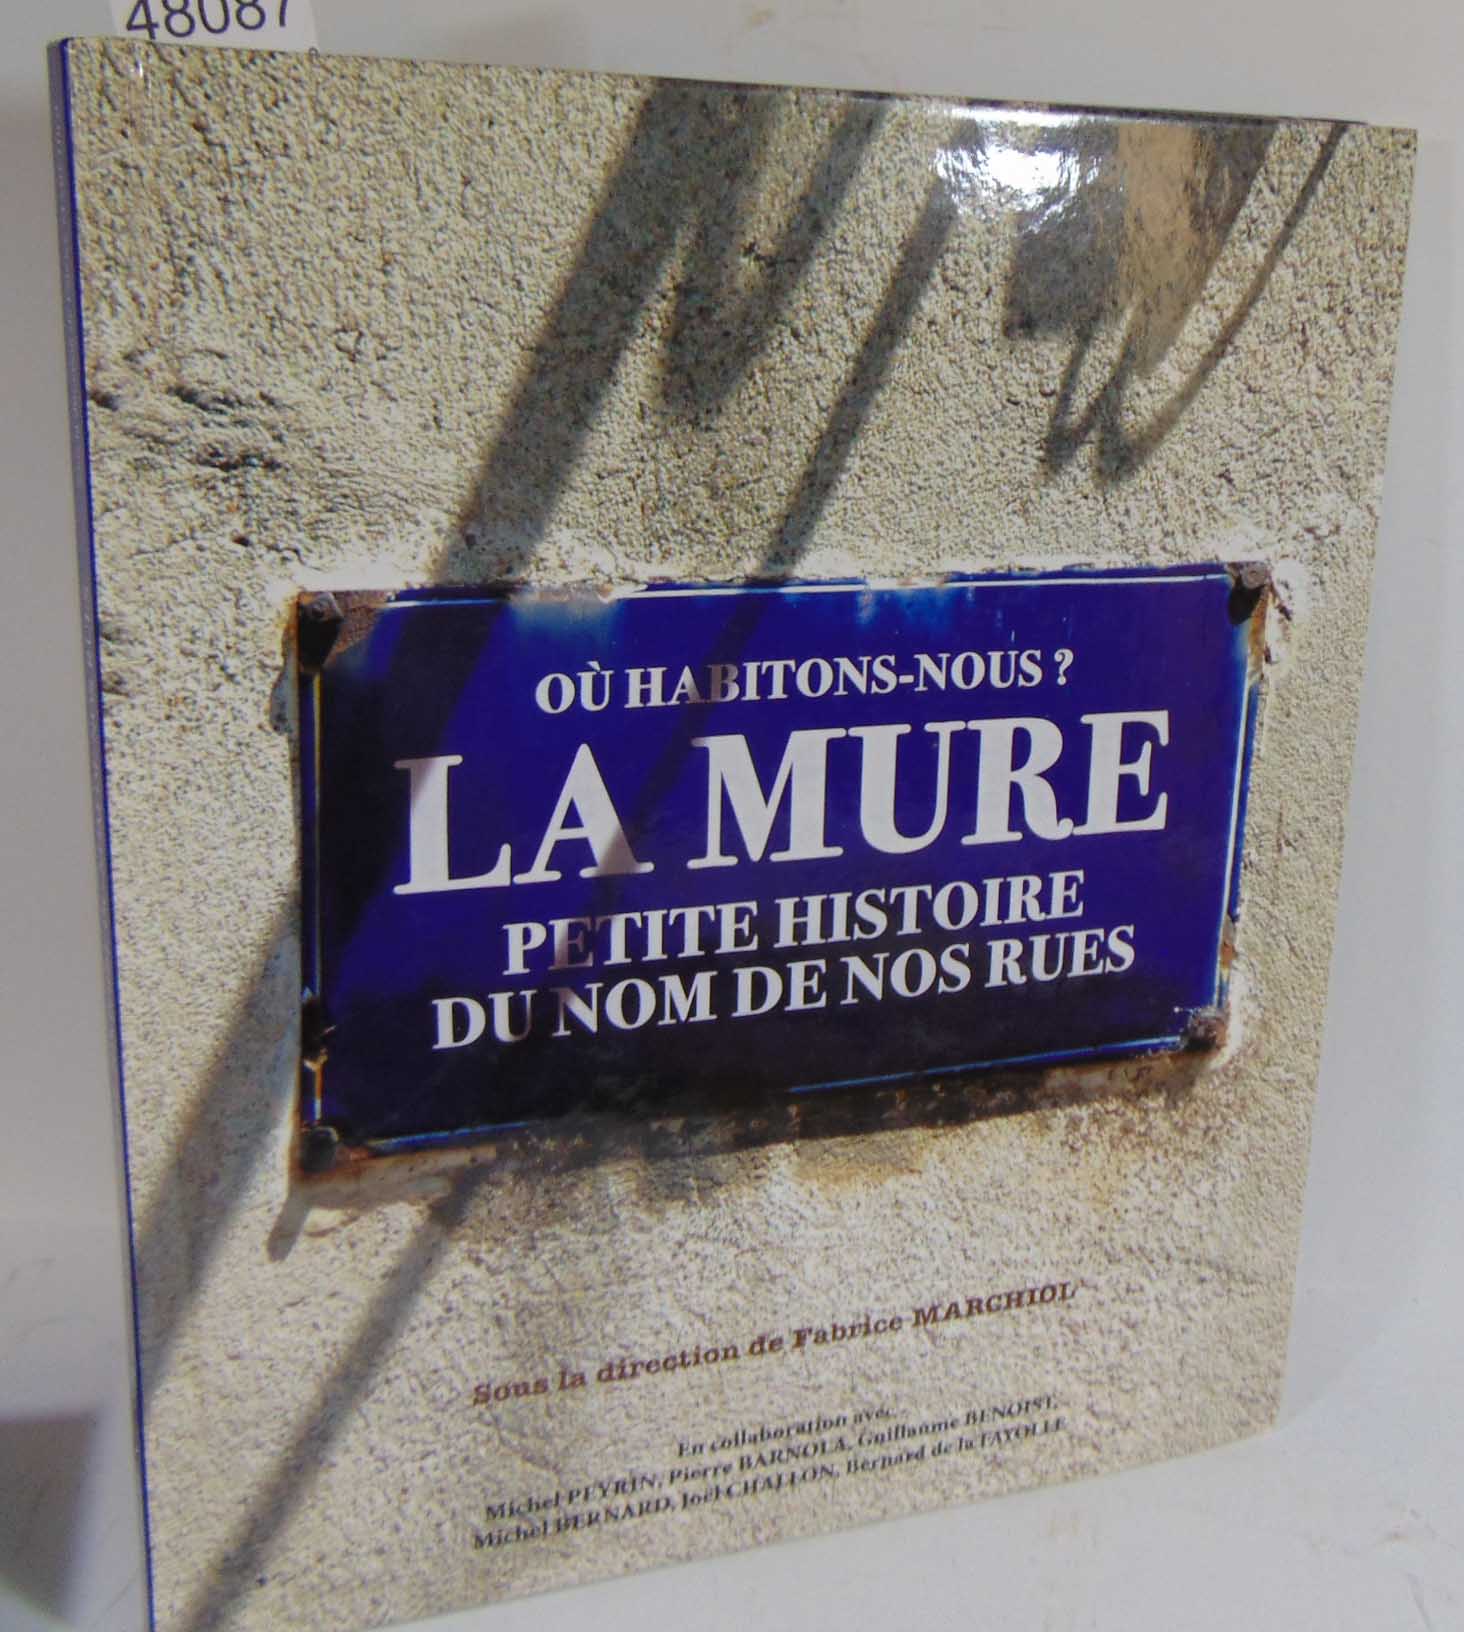 48087
OÙ HABITONS-NOUS ?
LA MURE
PETITE HISTOIRE
DU NOM DE NOS RUES
Sous la direction de Fabrice MARCHIOL
En collaboration avec
Michel PEYRIN, Pierre BARNOLA, Guillaume BENOIST,
Michel BERNARD, Joël CHALLON, Bernard de la FAYOLLE